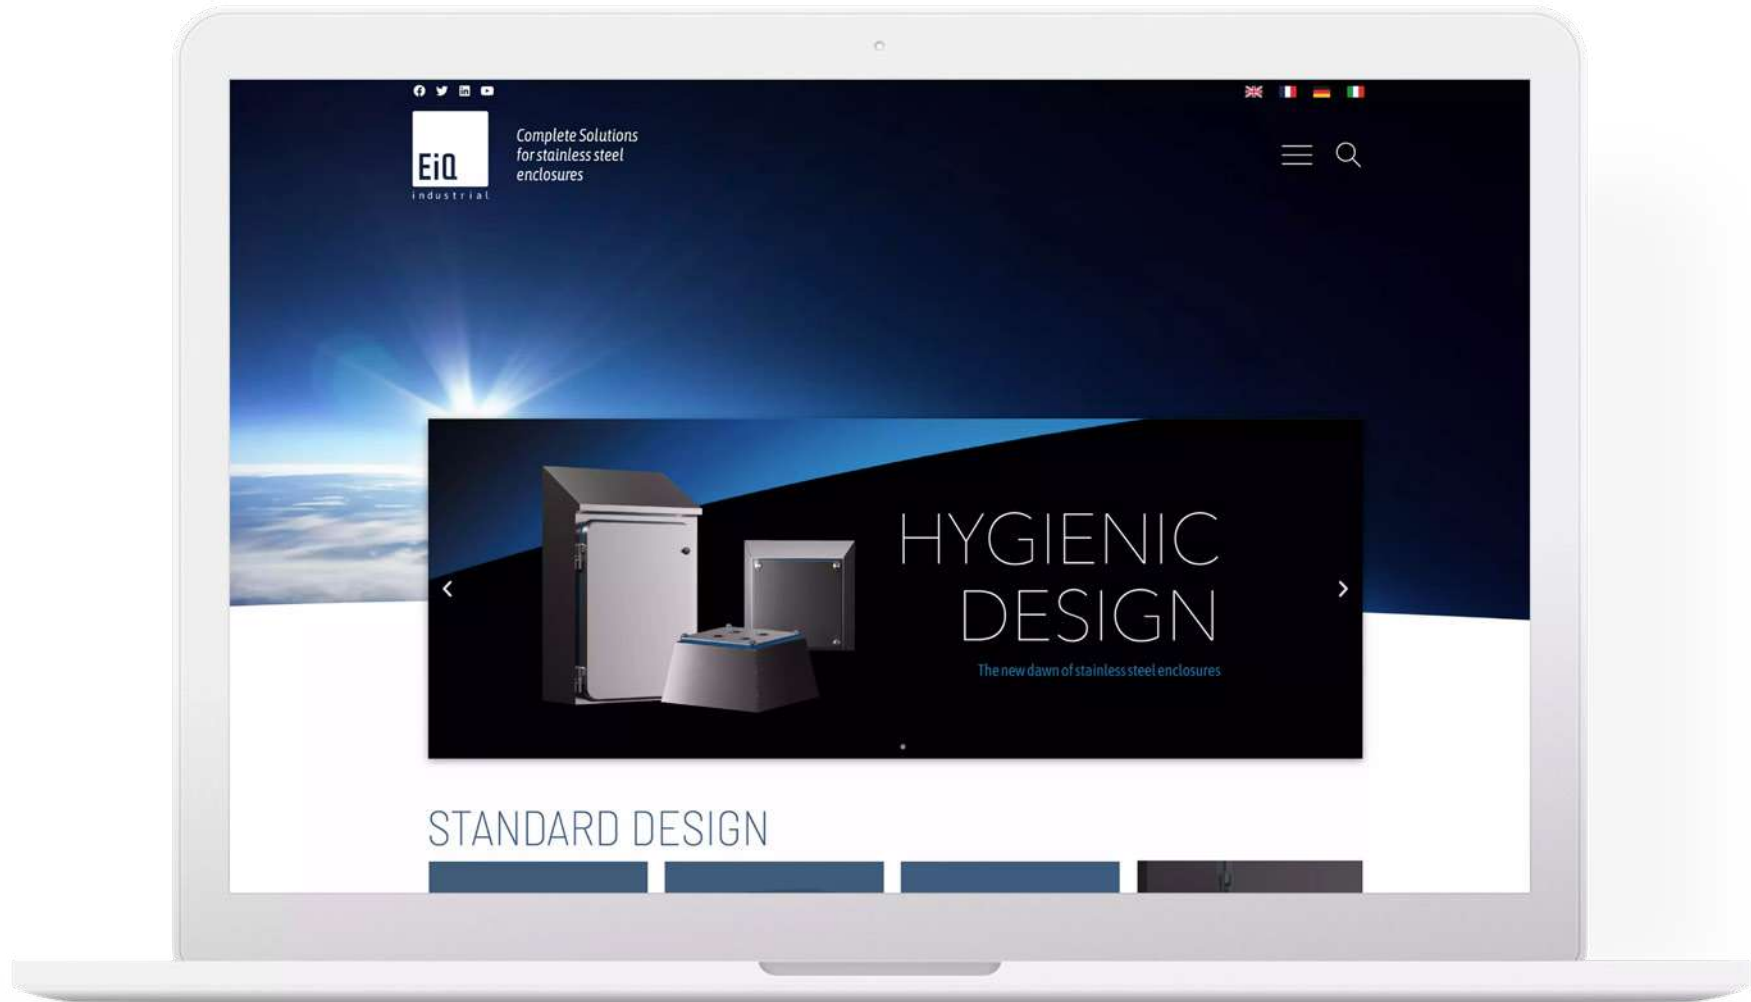 EiQ
industrial
Complete Solutions
for stainless steel
enclosures
HYGIENIC
DESIGN
The new dawn of stainless steel enclosures
STANDARD DESIGN